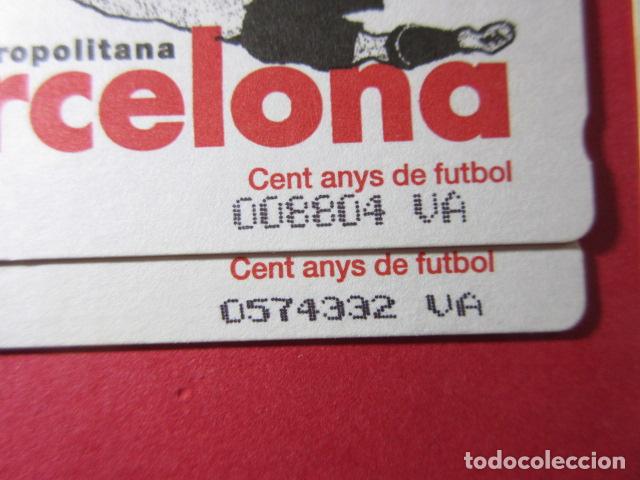 ropolitana
rcelona
Cent anys de futbol
008804 VA
Cent anys de futbol
0574332 VA
todocoleccion